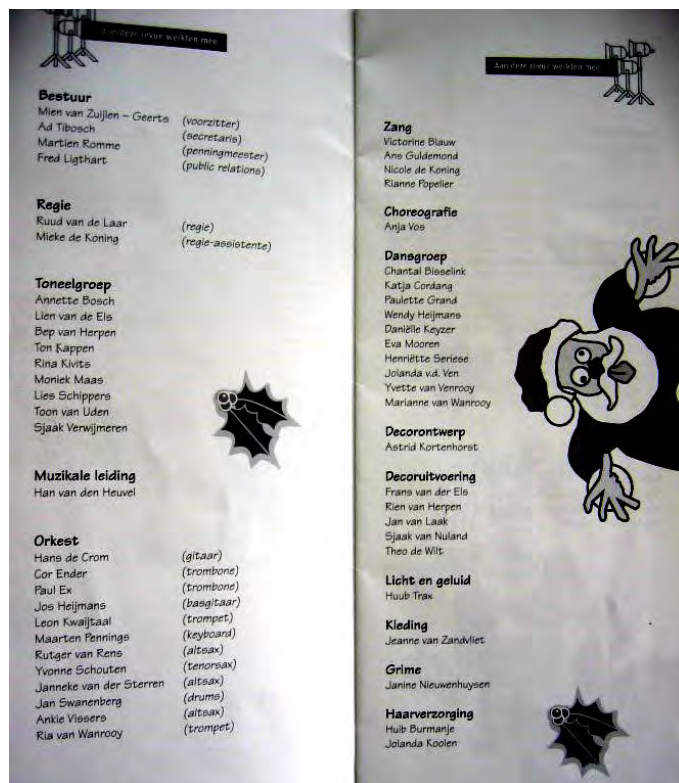 Aan deze revue werkten mee
Bestuur
Mien van Zuijlen – Geerts (voorzitter)
Ad Tibosch (secretaris)
Martien Romme (penningmeester)
Fred Ligthart (public relations)
Regie
Ruud van de Laar (regie)
Mieke de Koning (regie-assistente)
Toneelgroep
Annette Bosch
Lien van de Els
Bep van Herpen
Ton Kappen
Rina Kivits
Moniek Maas
Lies Schippers
Toon van Uden
Sjaak Verwijmeren
Muzikale leiding
Han van den Heuvel
Orkest
Hans de Crom (gitaar)
Cor Ender (trombone)
Paul Ex (trombone)
Jos Heijmans (basgitaar)
Leon Kwaijtaal (trompet)
Maarten Pennings (keyboard)
Rutger van Rens (altsax)
Yvonne Schouten (tenorsax)
Janneke van der Sterren (altsax)
Jan Swanenberg (drums)
Ankie Vissers (altsax)
Ria van Wanrooy (trompet)
Aan deze revue werkten mee
Zang
Victorine Blauw
Ans Guldemond
Nicole de Koning
Rianne Popelier
Choreografie
Anja Vos
Dansgroep
Chantal Bisselink
Katja Cordang
Paulette Grand
Wendy Heijmans
Daniëlle Keyzer
Eva Mooren
Henriëtte Seriese
Jolanda v.d. Ven
Yvette van Venrooy
Marianne van Wanrooy
Decorontwerp
Astrid Kortenhorst
Decoruitvoering
Frans van der Els
Rien van Herpen
Jan van Laak
Sjaak van Nuland
Theo de Wilt
Licht en geluid
Huub Trax
Kleding
Jeanne van Zandvliet
Grime
Janine Nieuwenhuysen
Haarverzorging
Huib Burmanje
Jolanda Koolen